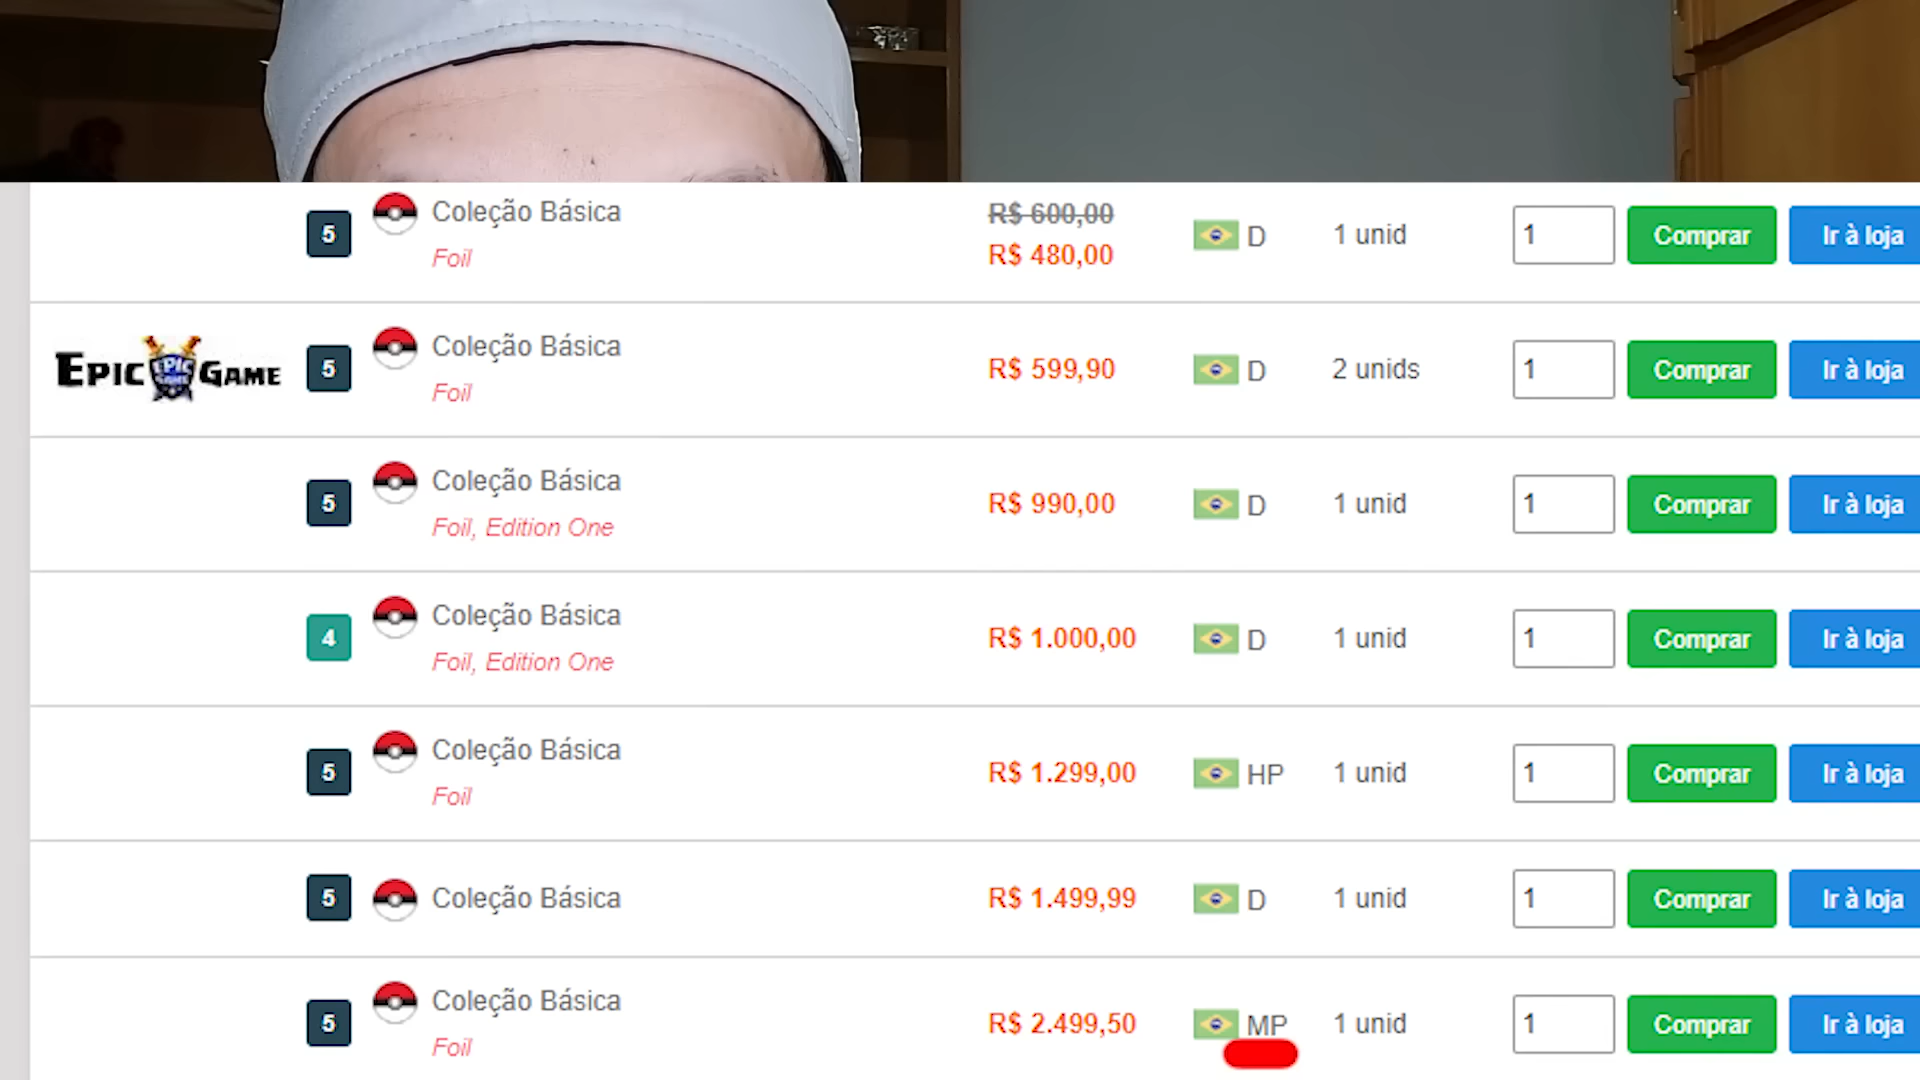 5 Coleção Básica R$ 600,00 D 1 unid 1 Comprar Ir à loja
Foil R$ 480,00
EPIC EPIC GAME GAME 5 Coleção Básica R$ 599,90 D 2 unids 1 Comprar Ir à loja
Foil
5 Coleção Básica R$ 990,00 D 1 unid 1 Comprar Ir à loja
Foil, Edition One
4 Coleção Básica R$ 1.000,00 D 1 unid 1 Comprar Ir à loja
Foil, Edition One
5 Coleção Básica R$ 1.299,00 HP 1 unid 1 Comprar Ir à loja
Foil
5 Coleção Básica R$ 1.499,99 D 1 unid 1 Comprar Ir à loja
5 Coleção Básica R$ 2.499,50 MP 1 unid 1 Comprar Ir à loja
Foil